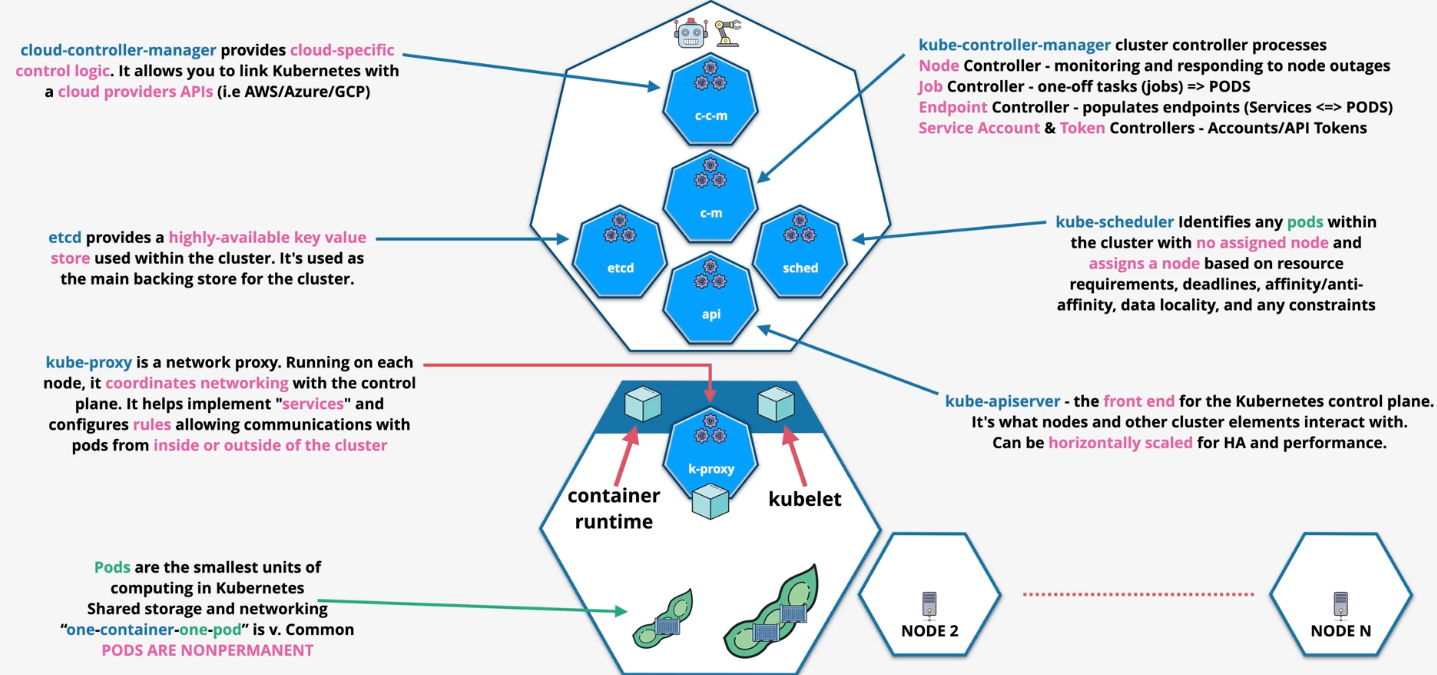 cloud-controller-manager provides cloud-specific
control logic. It allows you to link Kubernetes with
a cloud providers APIs (i.e AWS/Azure/GCP)
kube-controller-manager cluster controller processes
Node Controller - monitoring and responding to node outages
Job Controller - one-off tasks (jobs) => PODS
Endpoint Controller - populates endpoints (Services <=> PODS)
Service Account & Token Controllers - Accounts/API Tokens
c-c-m
c-m
etcd
sched
api
etcd provides a highly-available key value
store used within the cluster. It's used as
the main backing store for the cluster.
kube-scheduler Identifies any pods within
the cluster with no assigned node and
assigns a node based on resource
requirements, deadlines, affinity/anti-
affinity, data locality, and any constraints
kube-proxy is a network proxy. Running on each
node, it coordinates networking with the control
plane. It helps implement "services" and
configures rules allowing communications with
pods from inside or outside of the cluster
kube-apiserver - the front end for the Kubernetes control plane.
It's what nodes and other cluster elements interact with.
Can be horizontally scaled for HA and performance.
k-proxy
container
runtime
kubelet
Pods are the smallest units of
computing in Kubernetes
Shared storage and networking
“one-container-one-pod” is v. Common
PODS ARE NONPERMANENT
NODE 2
NODE N